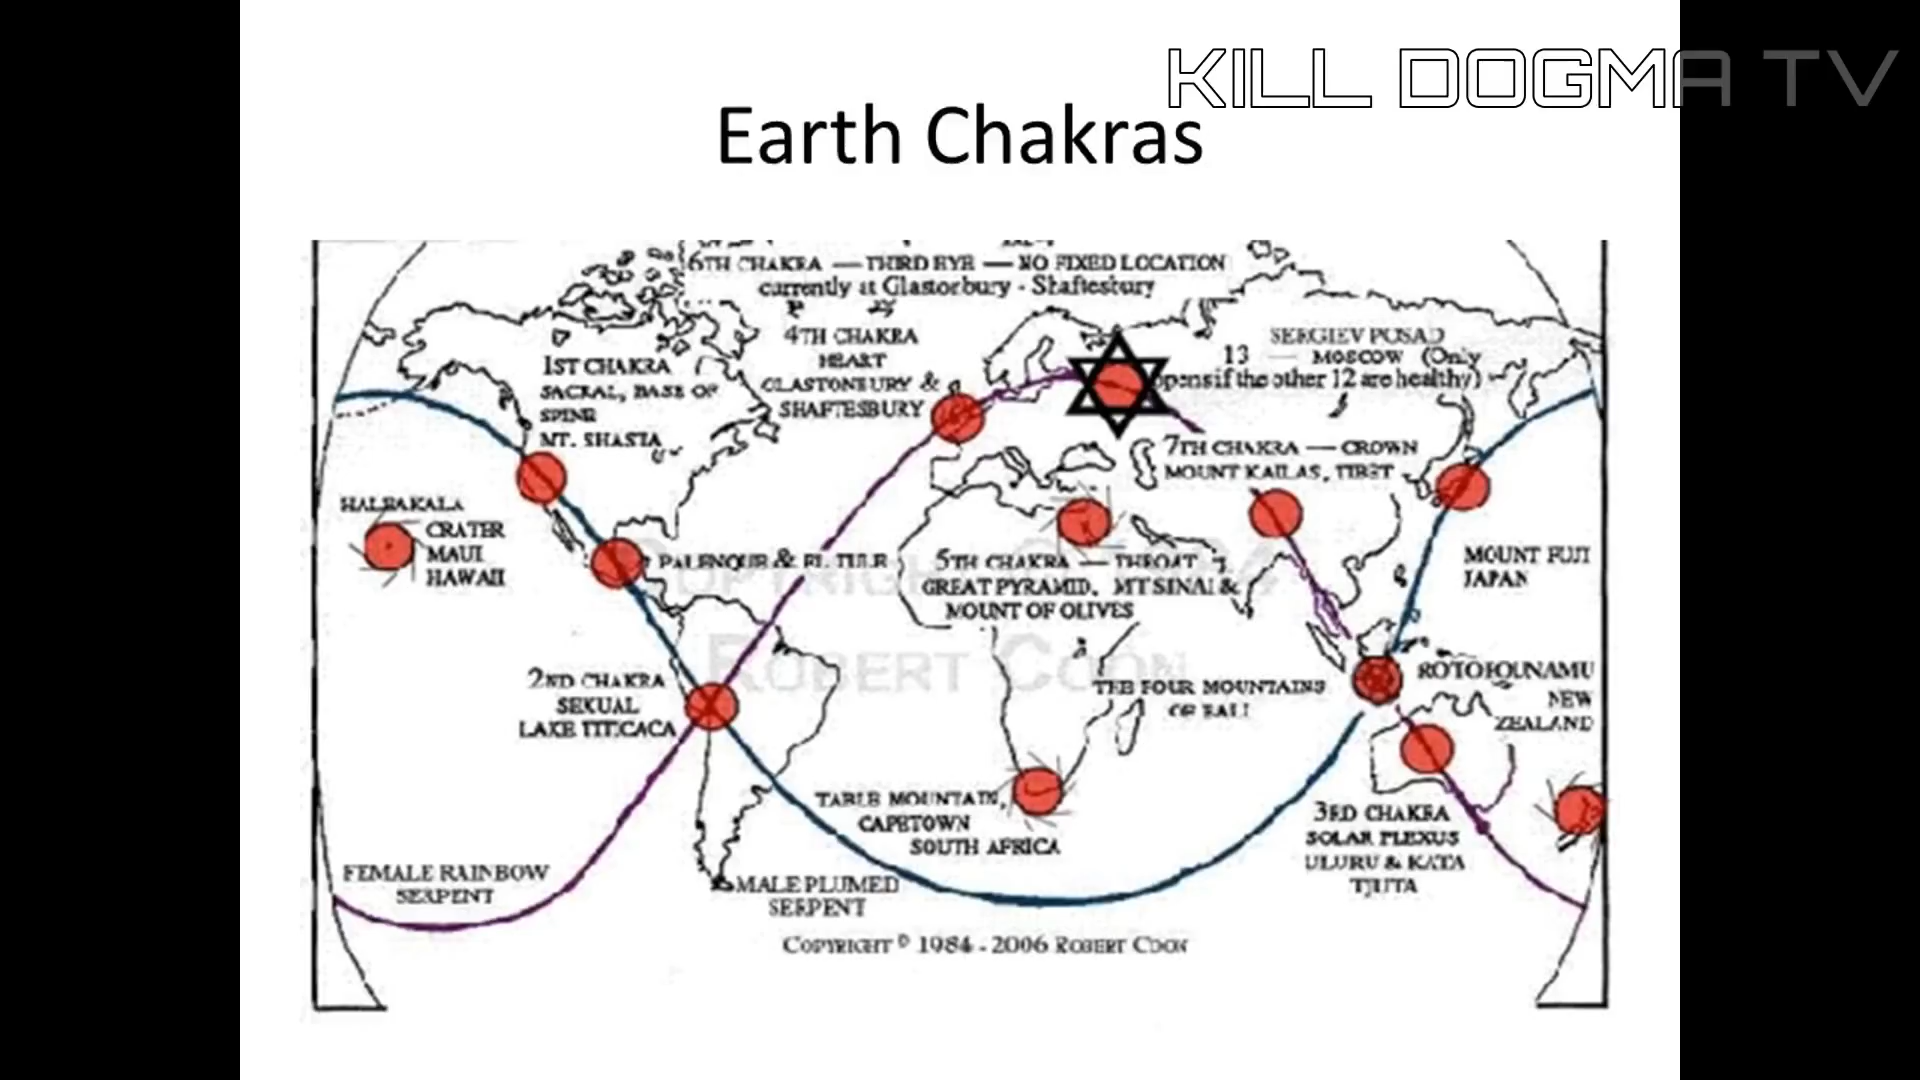 KILL DOGMA TV
Earth Chakras
6TH CHAKRA — THIRD EYE — NO FIXED LOCATION
currently at Glastonbury - Shaftesbury
4TH CHAKRA
HEART
GLASTONBURY &
SHAFTESBURY
SERGIEV POSAD
13 — MOSCOW (Only
opens if the other 12 are healthy)
1ST CHAKRA
SACRAL, BASE OF
SPINE
MT. SHASTA
7TH CHAKRA — CROWN
MOUNT KAILAS, TIBET
HALEAKALA
CRATER
MAUI
HAWAII
PALENQUE & EL TULE
5TH CHAKRA — THROAT
GREAT PYRAMID, MT SINAI &
MOUNT OF OLIVES
MOUNT FUJI
JAPAN
COPYRIGHT 1984
ROBERT COON
2ND CHAKRA
SEXUAL
LAKE TITICACA
THE FOUR MOUNTAINS
OF BALI
ROTOPOUNAMU
NEW
ZEALAND
TABLE MOUNTAIN,
CAPETOWN
SOUTH AFRICA
3RD CHAKRA
SOLAR PLEXUS
ULURU & KATA
TJUTA
FEMALE RAINBOW
SERPENT
MALE PLUMED
SERPENT
COPYRIGHT © 1984 - 2006 ROBERT COON